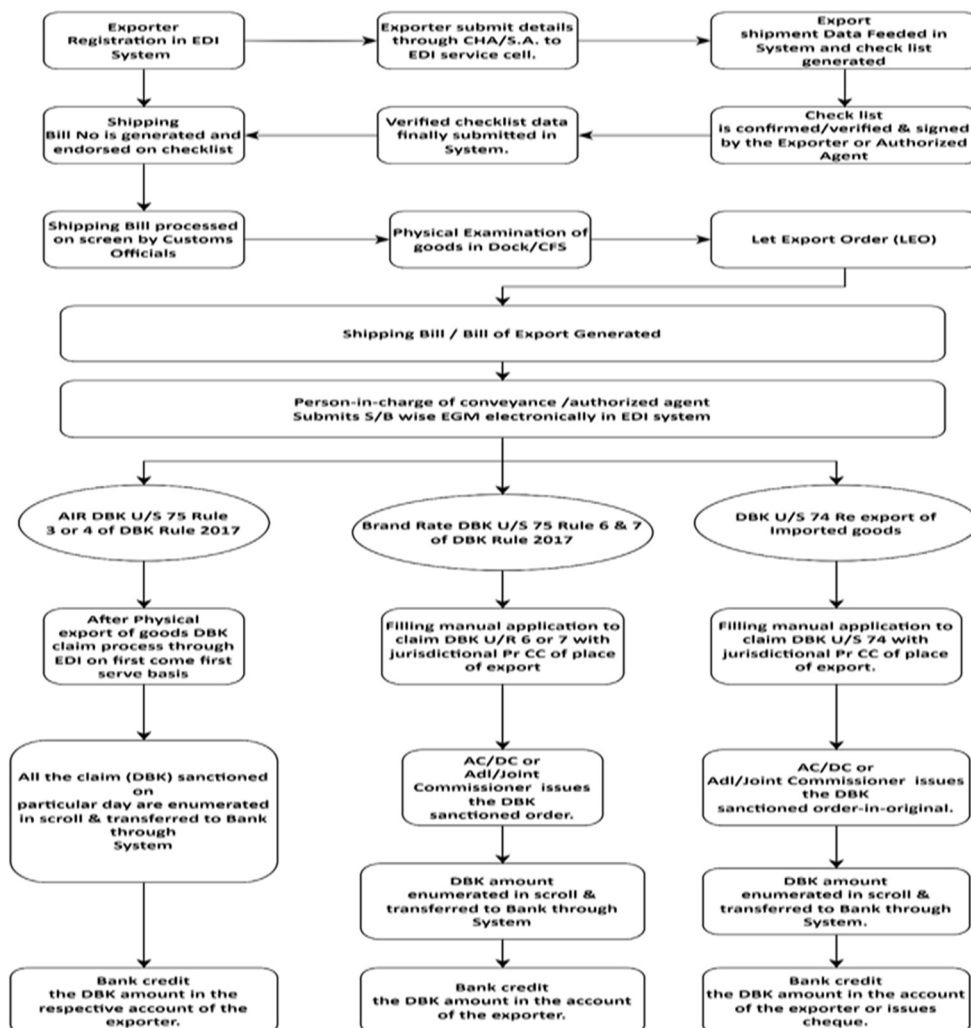 Exporter
Registration in EDI
System
Exporter submit details
through CHA/S.A. to
EDI service cell.
Export
shipment Data Feeded in
System and check list
generated
Shipping
Bill No is generated and
endorsed on checklist
Verified checklist data
finally submitted in
System.
Check list
is confirmed/verified & signed
by the Exporter or Authorized
Agent
Shipping Bill processed
on screen by Customs
Officials
Physical Examination of
goods in Dock/CFS
Let Export Order (LEO)
Shipping Bill / Bill of Export Generated
Person-in-charge of conveyance /authorized agent
Submits S/B wise EGM electronically in EDI system
AIR DBK U/S 75 Rule
3 or 4 of DBK Rule 2017
Brand Rate DBK U/S 75 Rule 6 & 7
of DBK Rule 2017
DBK U/S 74 Re export of
Imported goods
After Physical
export of goods DBK
claim process through
EDI on first come first
serve basis
Filling manual application to
claim DBK U/R 6 or 7 with
jurisdictional Pr CC of place
of export
Filling manual application to
claim DBK U/S 74 with
jurisdictional Pr CC of place of
export.
All the claim (DBK) sanctioned
on
particular day are enumerated
in scroll & transferred to Bank
through
System
AC/DC or
Adl/Joint
Commissioner issues
the DBK
sanctioned order.
AC/DC or
Adl/Joint Commissioner issues
the DBK
sanctioned order-in-original.
DBK amount
enumerated in scroll &
transferred to Bank through
System
DBK amount
enumerated in scroll &
transferred to Bank through
System.
Bank credit
the DBK amount in the
respective account of the
exporter.
Bank credit
the DBK amount in the account
of the exporter.
Bank credit
the DBK amount in the account
of the exporter or issues
cheque.